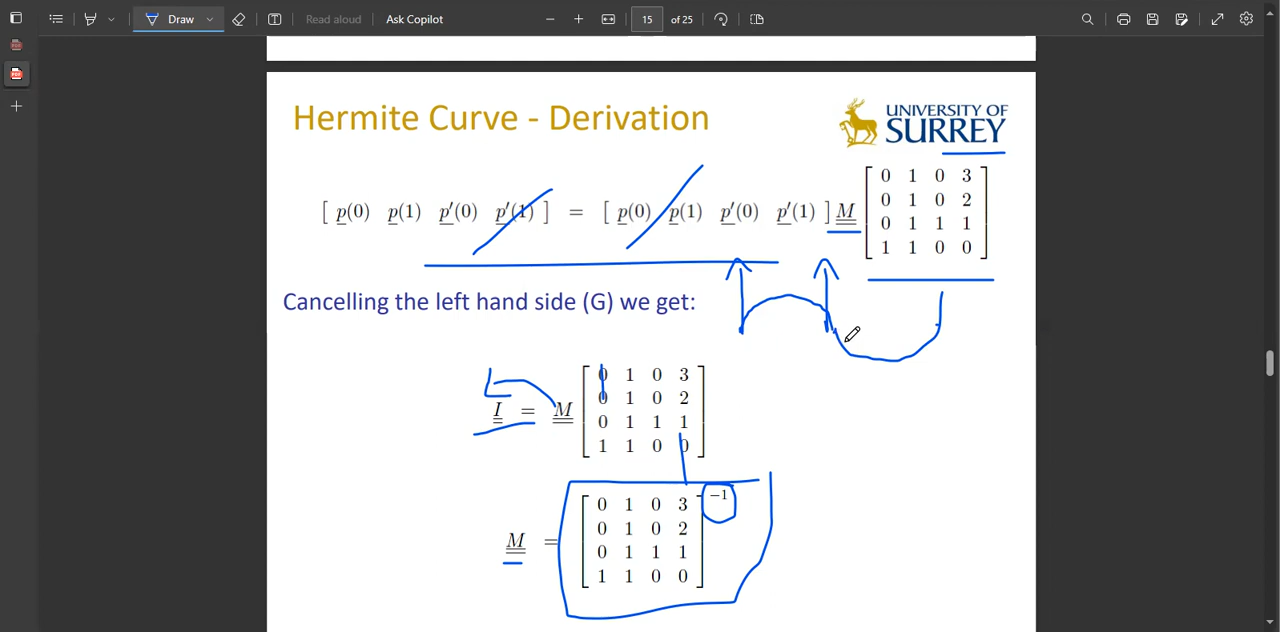 Draw
Read aloud
Ask Copilot
15 of 25
Hermite Curve - Derivation
UNIVERSITY OF
SURREY
[ p(0) p(1) p′(0) p′(1) ] = [ p(0) p(1) p′(0) p′(1) ] M
0 1 0 3
0 1 0 2
0 1 1 1
1 1 0 0
Cancelling the left hand side (G) we get:
I = M
0 1 0 3
0 1 0 2
0 1 1 1
1 1 0 0
M =
0 1 0 3
0 1 0 2
0 1 1 1
1 1 0 0
−1